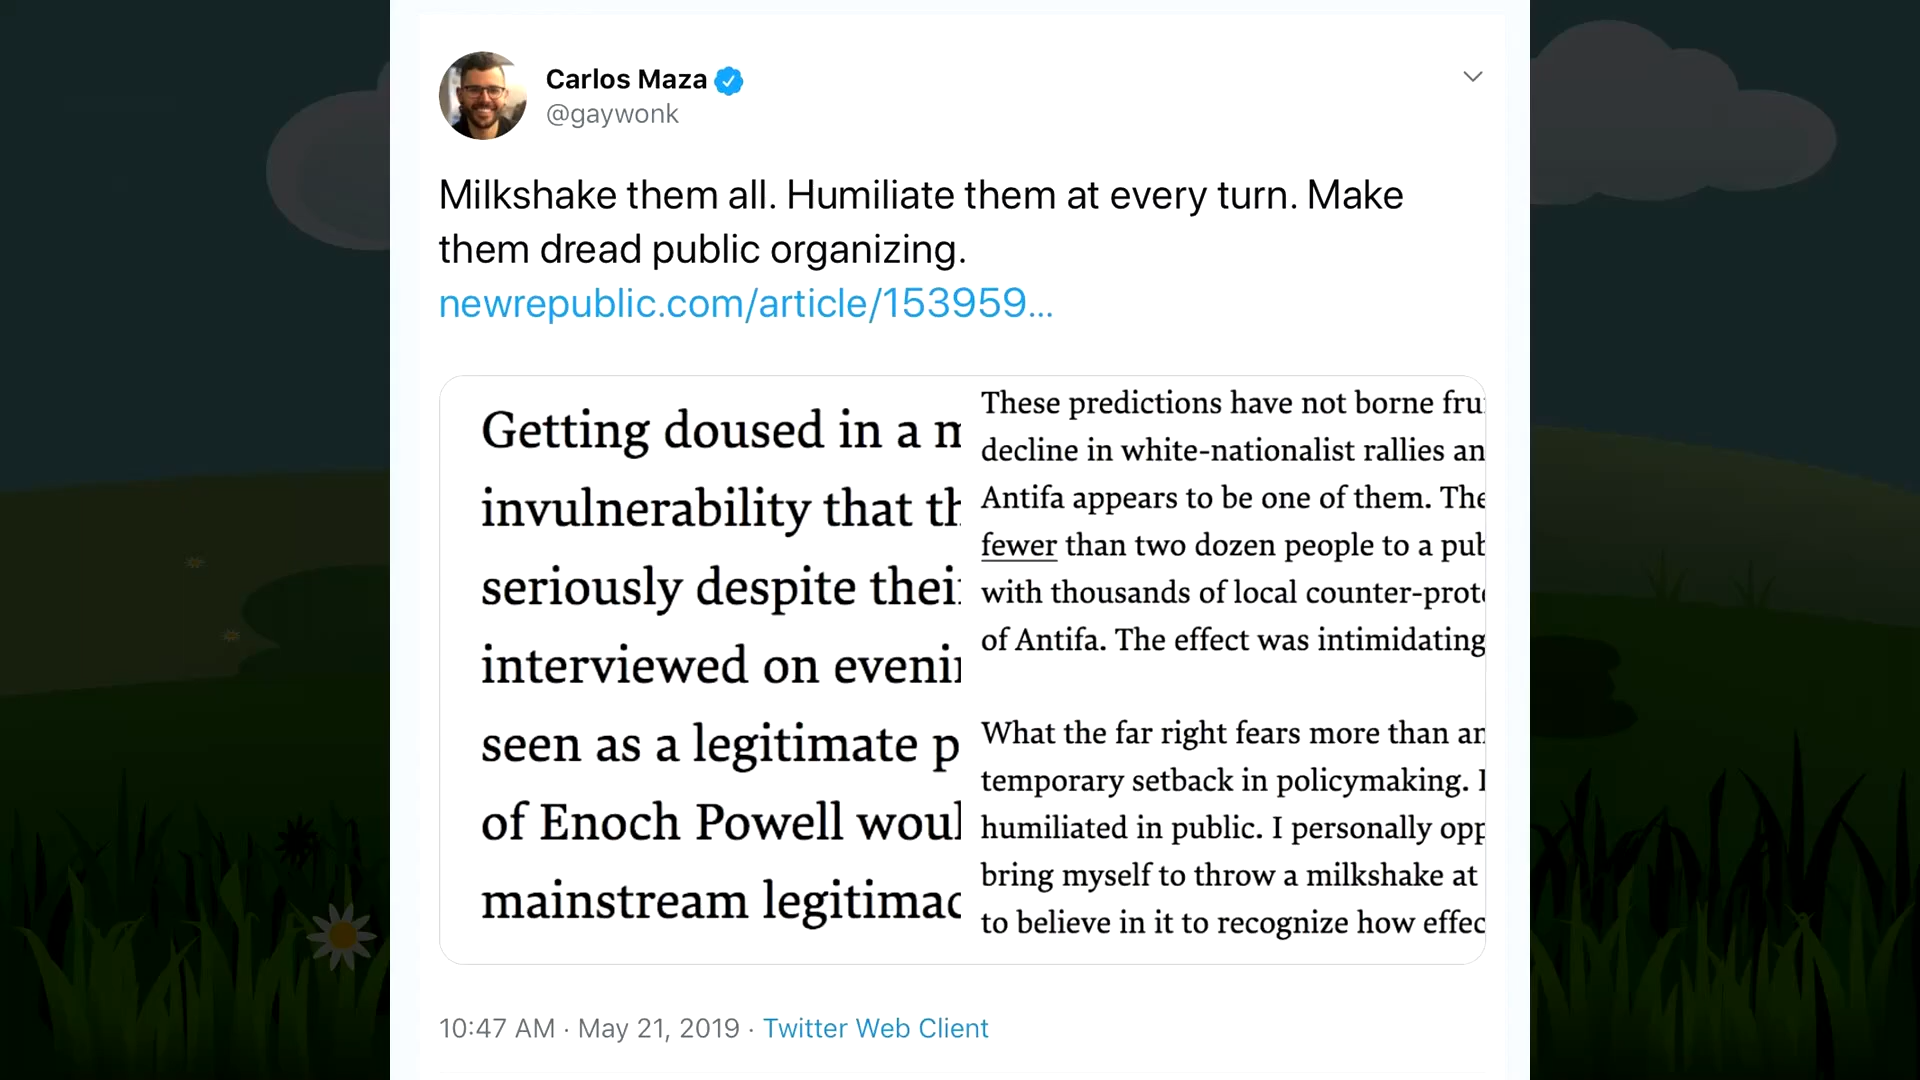 Carlos Maza
@gaywonk
Milkshake them all. Humiliate them at every turn. Make
them dread public organizing.
newrepublic.com/article/153959...
Getting doused in a
invulnerability that
seriously despite
interviewed on
seen as a legitimate
of Enoch Powell
mainstream
These predictions have not borne
decline in white-nationalist rallies
Antifa appears to be one of them. The
fewer than two dozen people to a
with thousands of local
of Antifa. The effect was intimidating
What the far right fears more than
temporary setback in policymaking.
humiliated in public. I personally
bring myself to throw a milkshake at
to believe in it to recognize how
10:47 AM · May 21, 2019 · Twitter Web Client